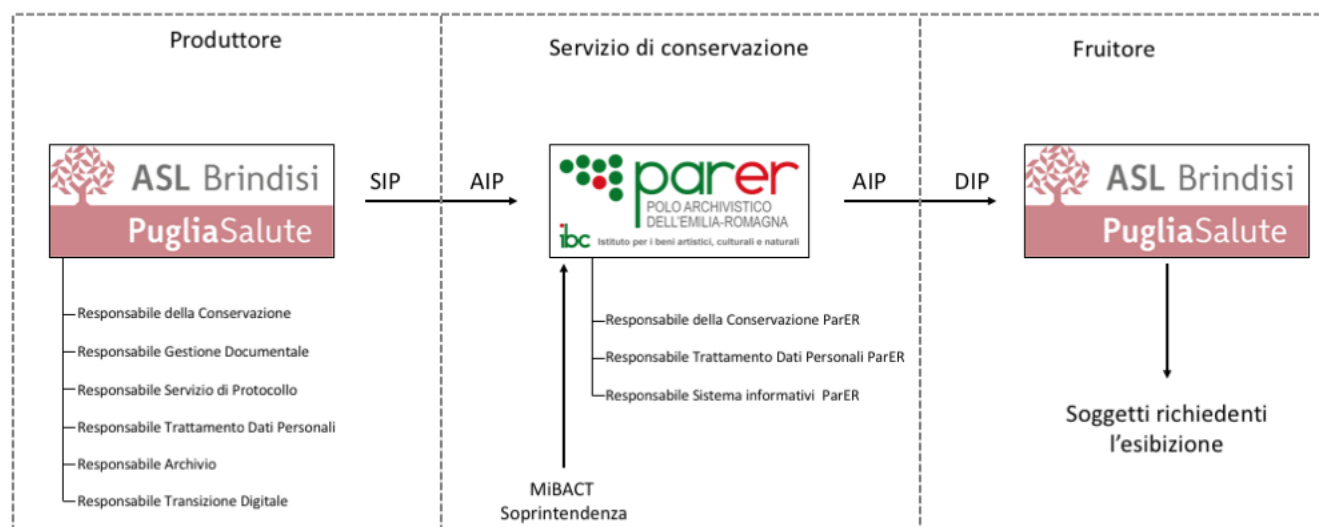 Produttore
Servizio di conservazione
Fruitore
ASL Brindisi
PugliaSalute
SIP
AIP
parer
POLO ARCHIVISTICO
DELL'EMILIA-ROMAGNA
ibc Istituto per i beni artistici, culturali e naturali
AIP
DIP
ASL Brindisi
PugliaSalute
Responsabile della Conservazione
Responsabile Gestione Documentale
Responsabile Servizio di Protocollo
Responsabile Trattamento Dati Personali
Responsabile Archivio
Responsabile Transizione Digitale
Responsabile della Conservazione ParER
Responsabile Trattamento Dati Personali ParER
Responsabile Sistema informativi ParER
MiBACT
Soprintendenza
Soggetti richiedenti
l'esibizione